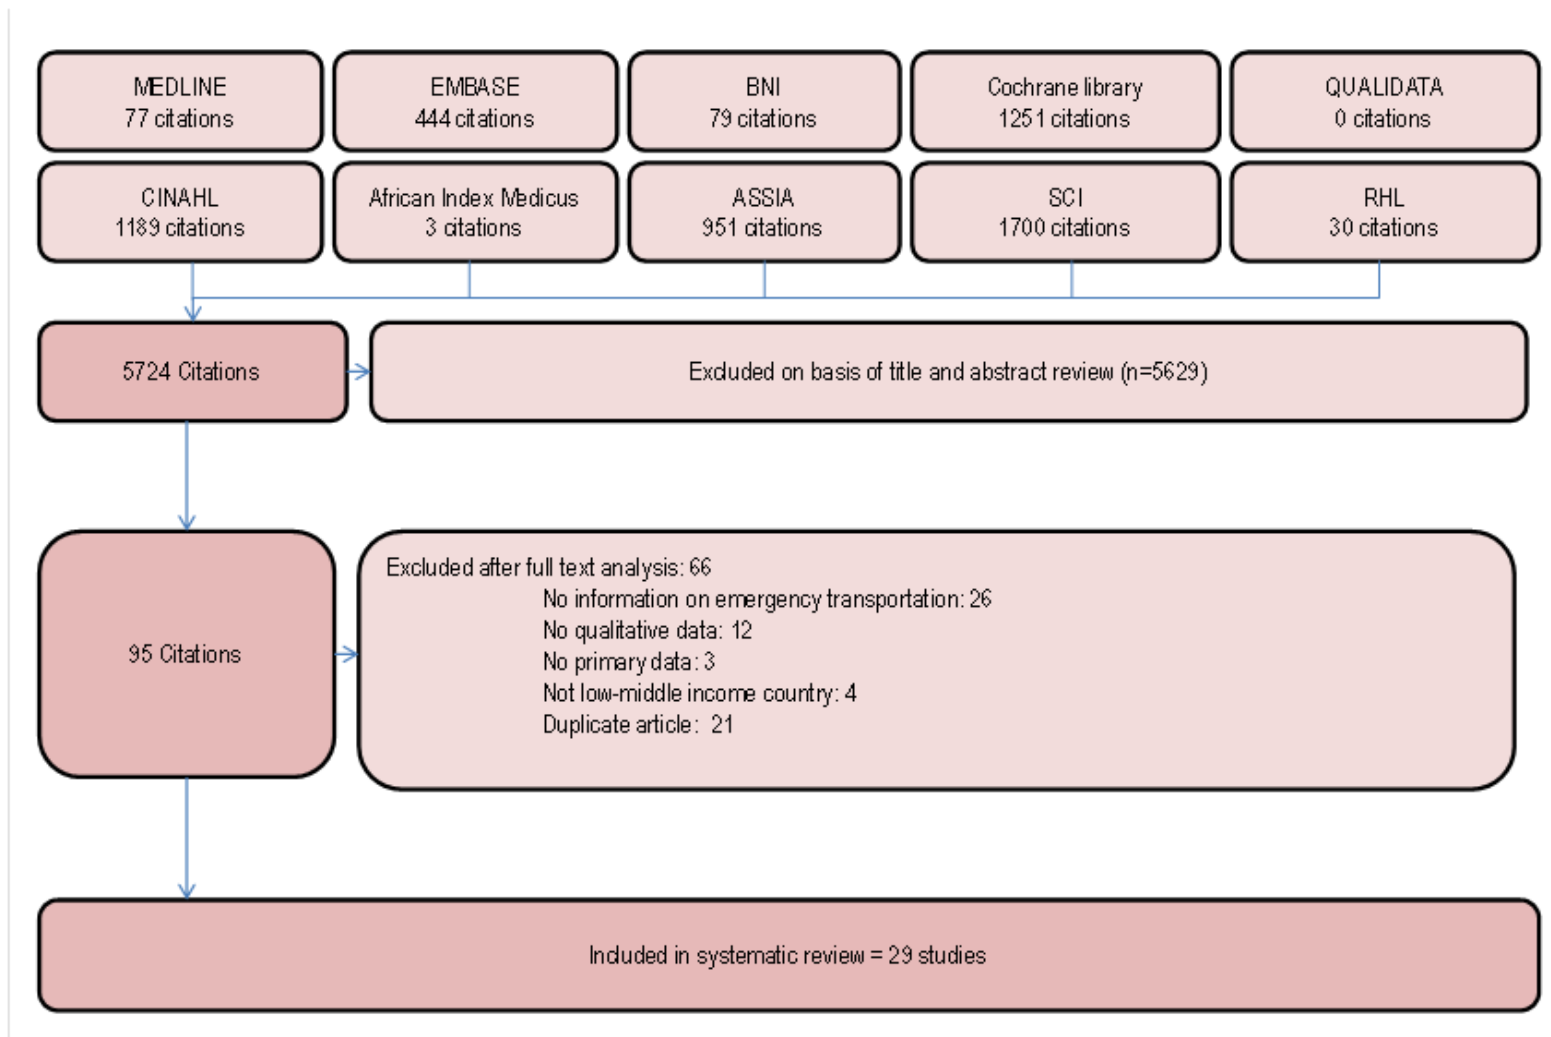 MEDLINE
77 citations
EMBASE
444 citations
BNI
79 citations
Cochrane library
1251 citations
QUALIDATA
0 citations
CINAHL
1189 citations
African Index Medicus
3 citations
ASSIA
951 citations
SCI
1700 citations
RHL
30 citations
5724 Citations
Excluded on basis of title and abstract review (n=5629)
95 Citations
Excluded after full text analysis: 66
No information on emergency transportation: 26
No qualitative data: 12
No primary data: 3
Not low-middle income country: 4
Duplicate article: 21
Included in systematic review = 29 studies